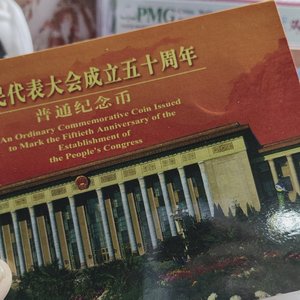 PMG
民代表大会成立五十周年
普通纪念币
An Ordinary Commemorative Coin Issued
to Mark the Fiftieth Anniversary of the
Establishment of
the People's Congress